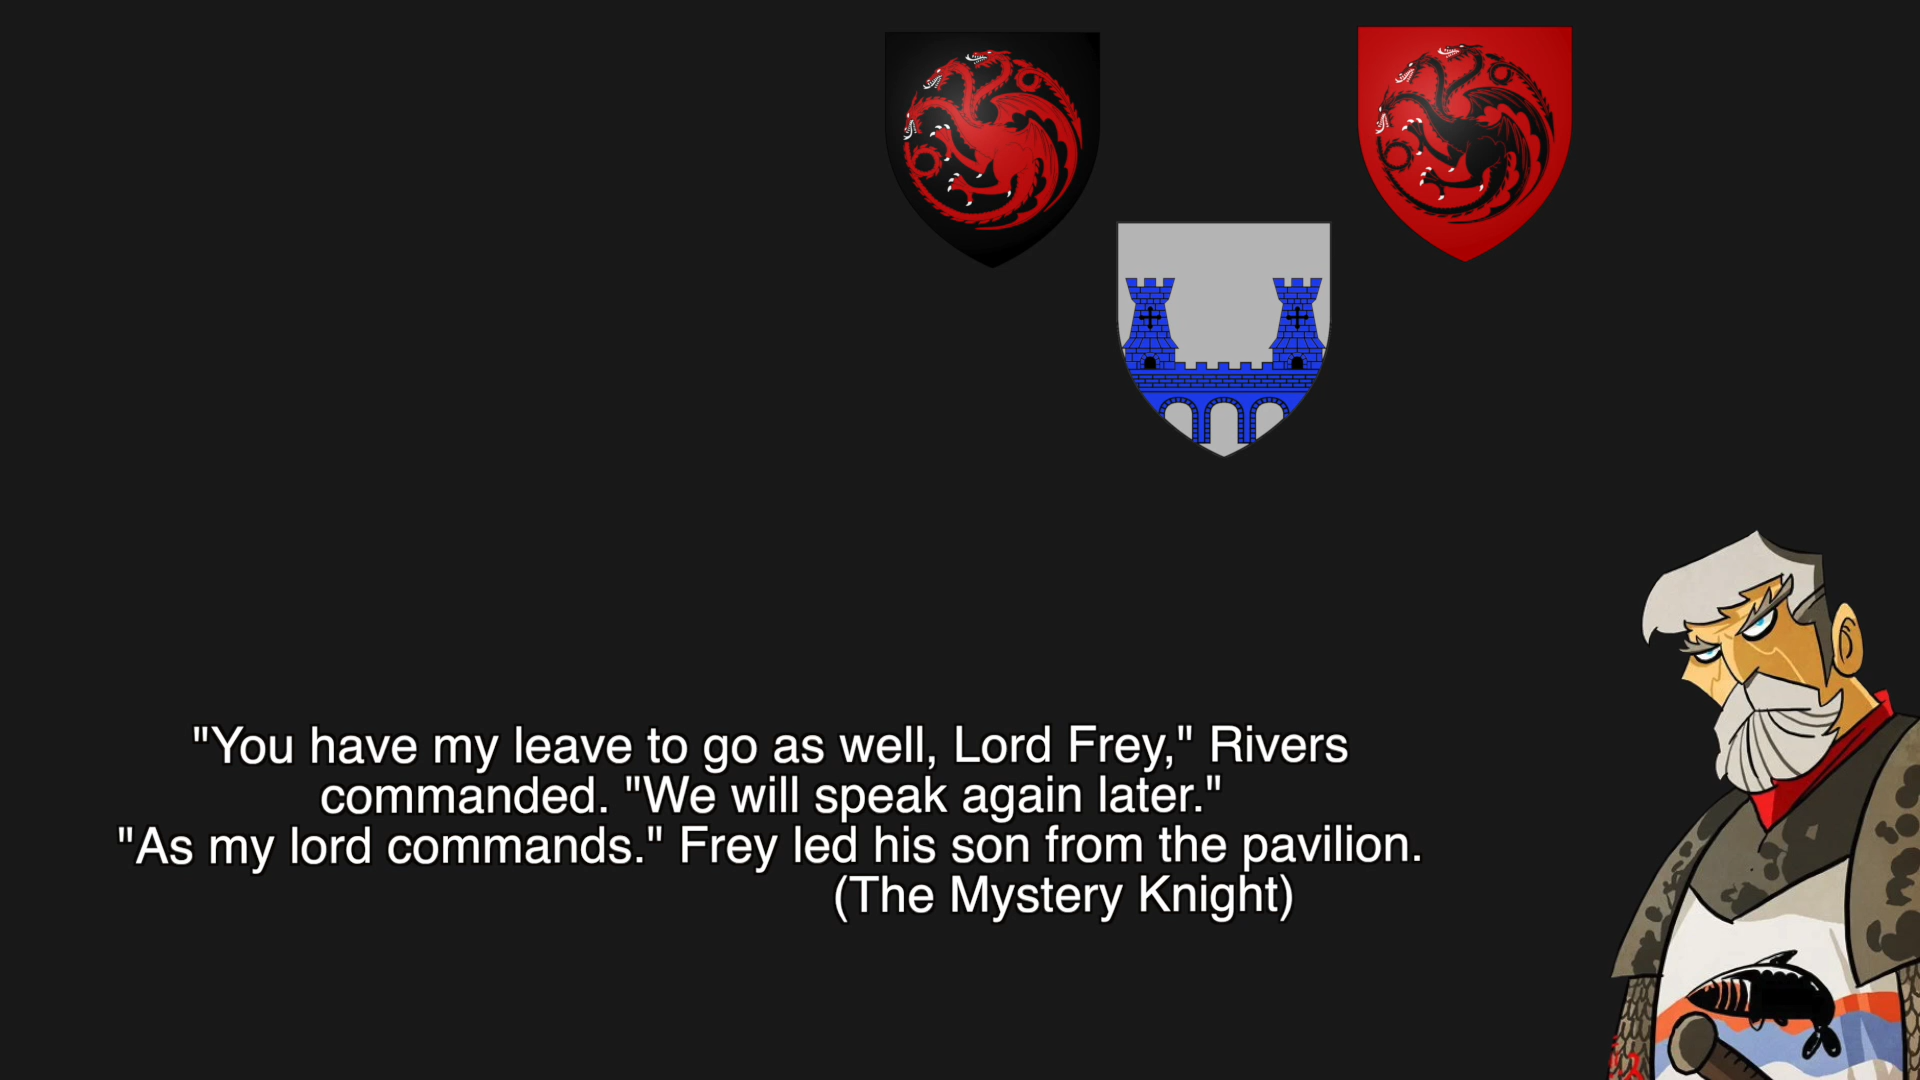 "You have my leave to go as well, Lord Frey," Rivers
commanded. "We will speak again later."
"As my lord commands." Frey led his son from the pavilion.
(The Mystery Knight)